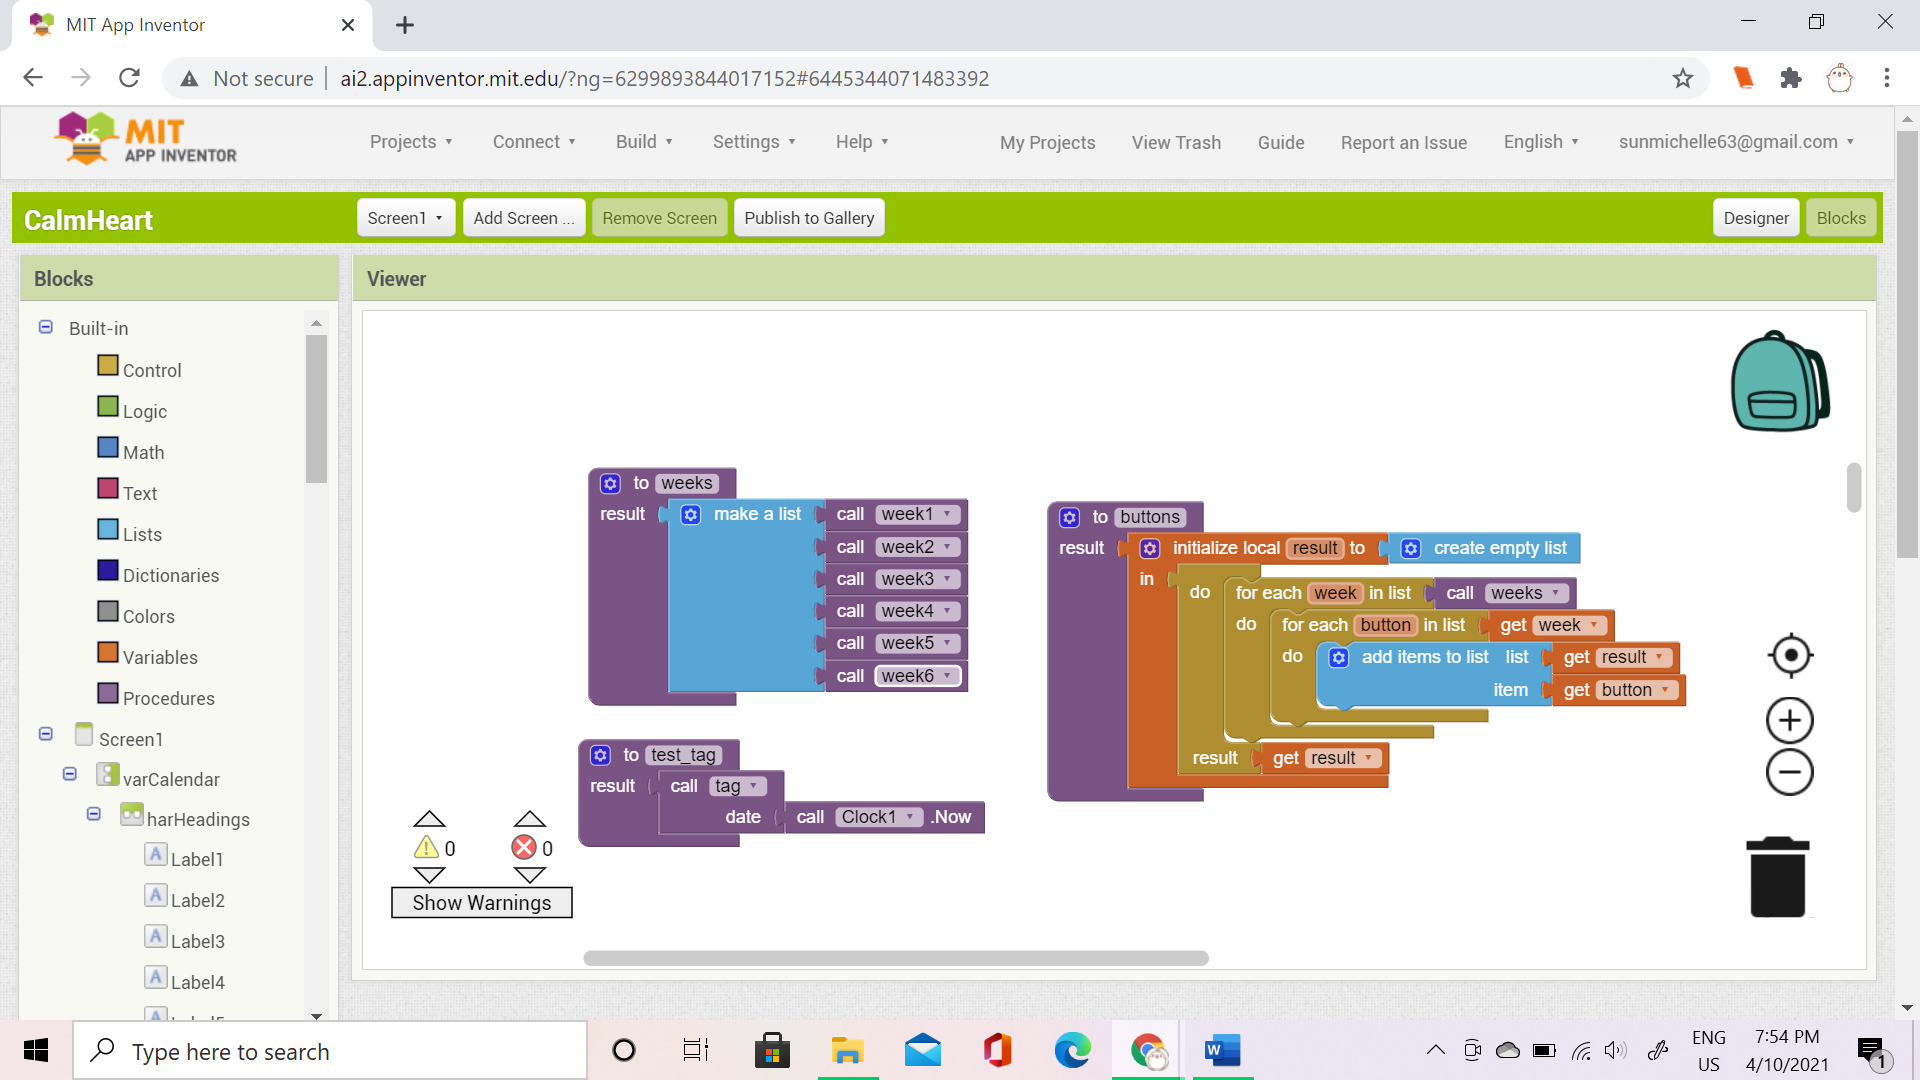 MIT App Inventor
Not secure | ai2.appinventor.mit.edu/?ng=6299893844017152#6445344071483392
MIT APP INVENTOR
Projects Connect Build Settings Help My Projects View Trash Guide Report an Issue English sunmichelle63@gmail.com
CalmHeart Screen1 Add Screen ... Remove Screen Publish to Gallery Designer Blocks
Blocks
Viewer
Built-in
Control
Logic
Math
Text
Lists
Dictionaries
Colors
Variables
Procedures
Screen1
varCalendar
harHeadings
A Label1
A Label2
A Label3
A Label4
A
to weeks
result make a list call week1
call week2
call week3
call week4
call week5
call week6
to test_tag
result call tag
date call Clock1 .Now
to buttons
result initialize local result to create empty list
in do for each week in list call weeks
do for each button in list get week
do add items to list list get result
item get button
result get result
0 0
Show Warnings
Type here to search
W
ENG
US
7:54 PM
4/10/2021
1